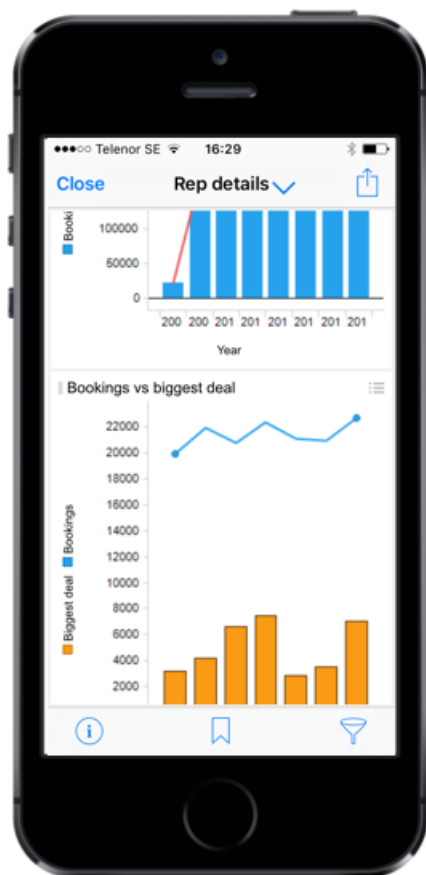 Telenor SE 16:29
Close Rep details
Booki
100000
50000
0
200 200 201 201 201 201 201 201
Year
Bookings vs biggest deal
22000
20000
18000
16000
14000
12000
10000
8000
6000
4000
2000
Biggest deal Bookings
i